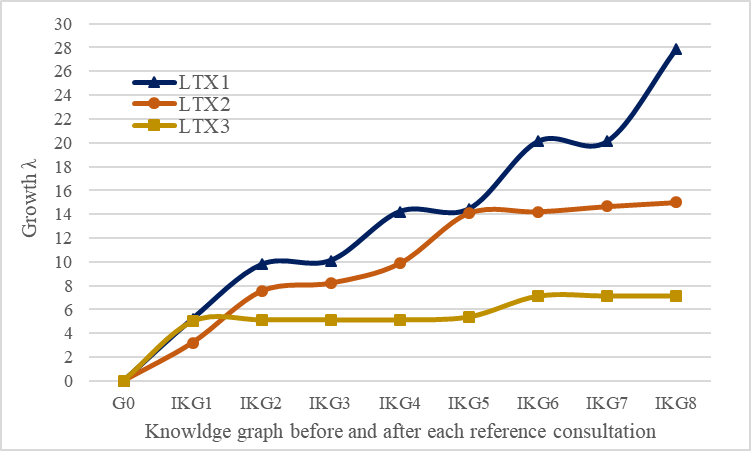 30
28
26
24
22
20
18
16
14
12
10
8
6
4
2
0
Growth λ
LTX1
LTX2
LTX3
G0 IKG1 IKG2 IKG3 IKG4 IKG5 IKG6 IKG7 IKG8
Knowldge graph before and after each reference consultation